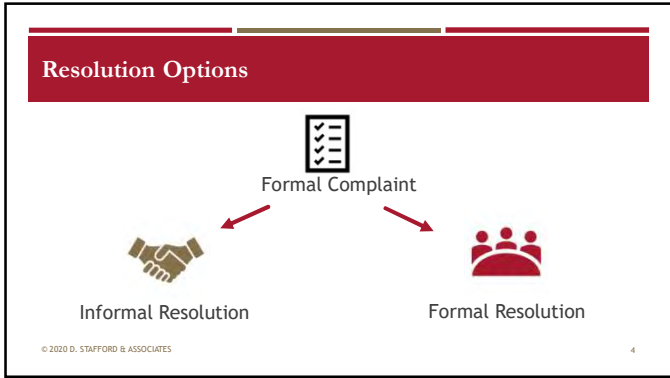 Resolution Options
Formal Complaint
Informal Resolution
Formal Resolution
© 2020 D. STAFFORD & ASSOCIATES
4